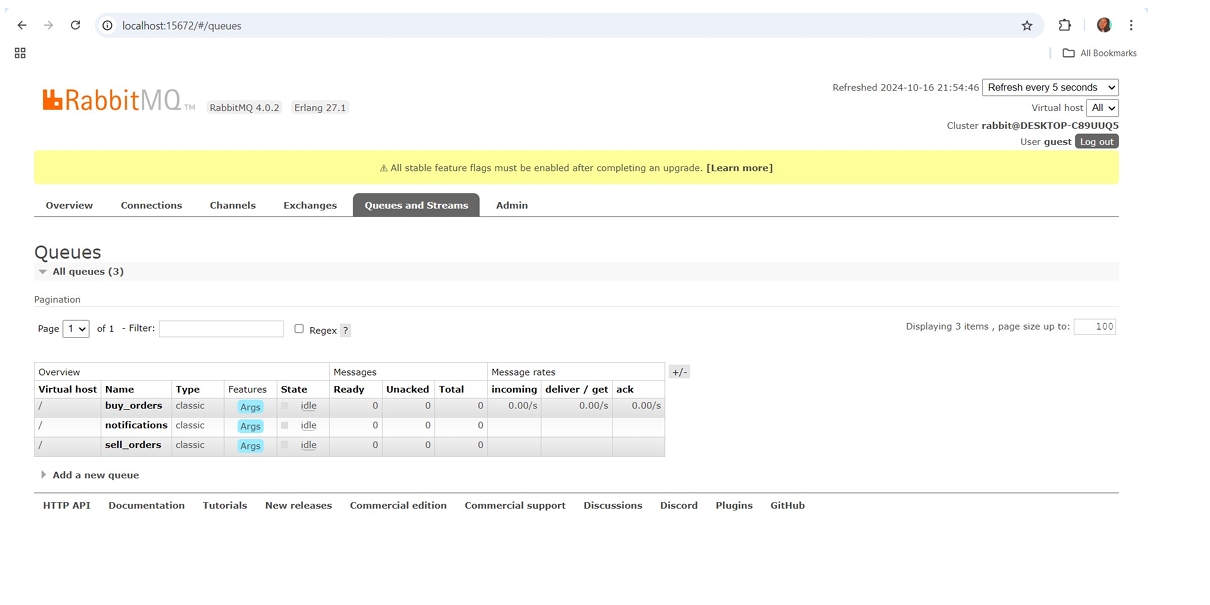 localhost:15672/#/queues
All Bookmarks
RabbitMQ TM RabbitMQ 4.0.2 Erlang 27.1
Refreshed 2024-10-16 21:54:46 Refresh every 5 seconds
Virtual host All
Cluster rabbit@DESKTOP-C89UUQ5
User guest Log out
⚠ All stable feature flags must be enabled after completing an upgrade. [Learn more]
Overview Connections Channels Exchanges Queues and Streams Admin
Queues
All queues (3)
Pagination
Page 1 of 1 - Filter: Regex ? Displaying 3 items , page size up to: 100
Overview Messages Message rates +/-
Virtual host Name Type Features State Ready Unacked Total incoming deliver / get ack
/ buy_orders classic Args idle 0 0 0 0.00/s 0.00/s 0.00/s
/ notifications classic Args idle 0 0 0
/ sell_orders classic Args idle 0 0 0
Add a new queue
HTTP API Documentation Tutorials New releases Commercial edition Commercial support Discussions Discord Plugins GitHub